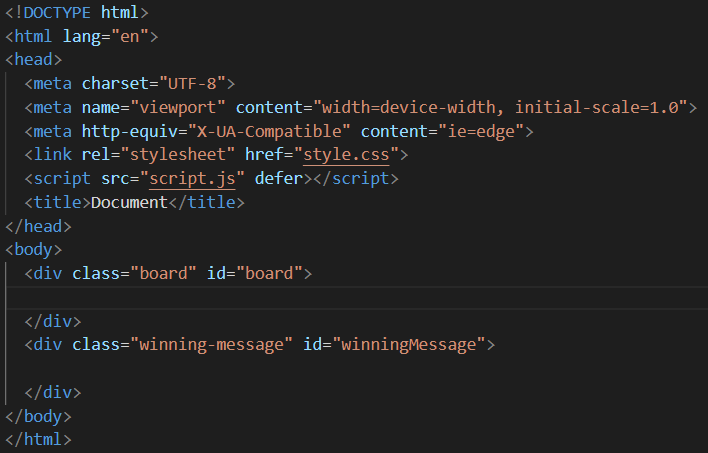 <!DOCTYPE html>
<html lang="en">
<head>
  <meta charset="UTF-8">
  <meta name="viewport" content="width=device-width, initial-scale=1.0">
  <meta http-equiv="X-UA-Compatible" content="ie=edge">
  <link rel="stylesheet" href="style.css">
  <script src="script.js" defer></script>
  <title>Document</title>
</head>
<body>
  <div class="board" id="board">
  </div>
  <div class="winning-message" id="winningMessage">
  </div>
</body>
</html>